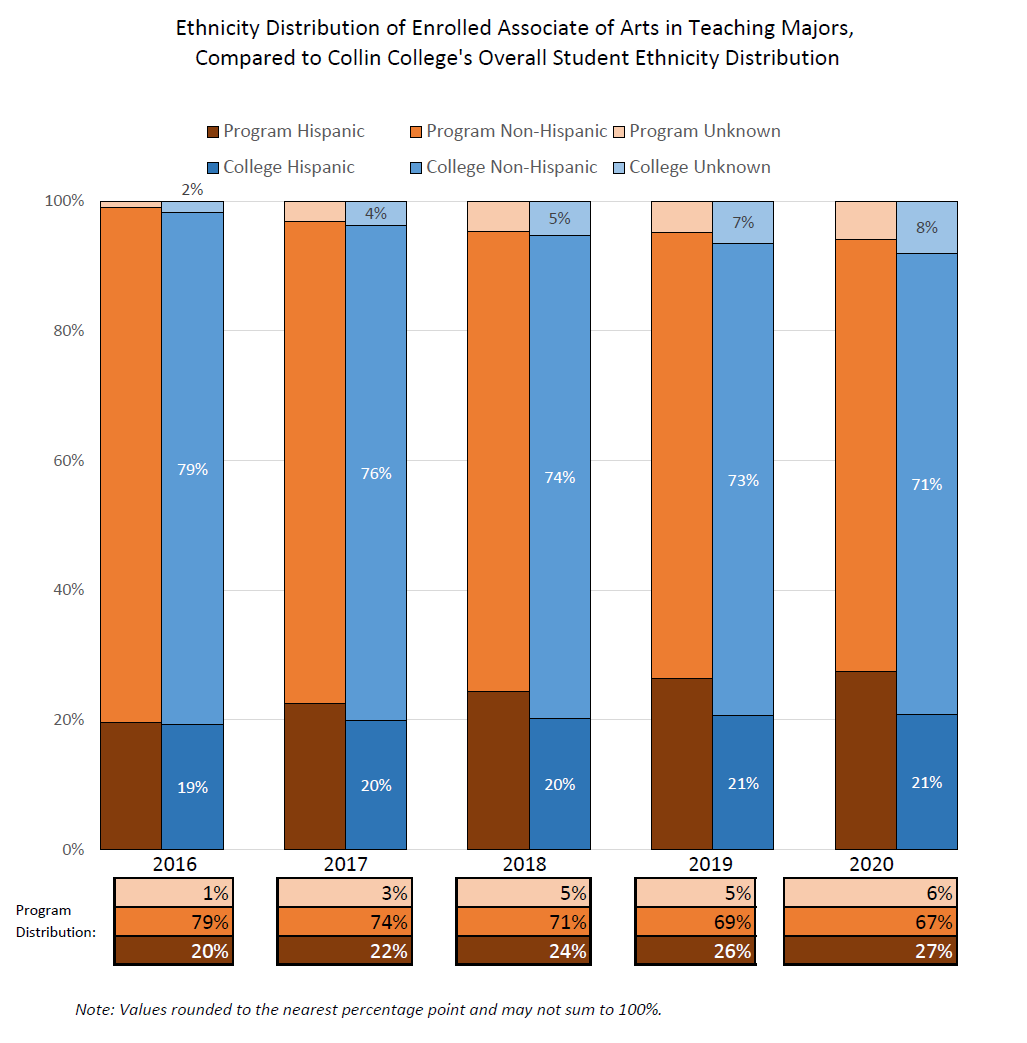 Ethnicity Distribution of Enrolled Associate of Arts in Teaching Majors,
Compared to Collin College's Overall Student Ethnicity Distribution
Program Hispanic Program Non-Hispanic Program Unknown
College Hispanic College Non-Hispanic College Unknown
2%
100%
4%
5%
7%
8%
80%
60%
79%
76%
74%
73%
71%
40%
20%
19%
20%
20%
21%
21%
0%
2016 2017 2018 2019 2020
1% 3% 5% 5% 6%
Program
Distribution:
79% 74% 71% 69% 67%
20% 22% 24% 26% 27%
Note: Values rounded to the nearest percentage point and may not sum to 100%.